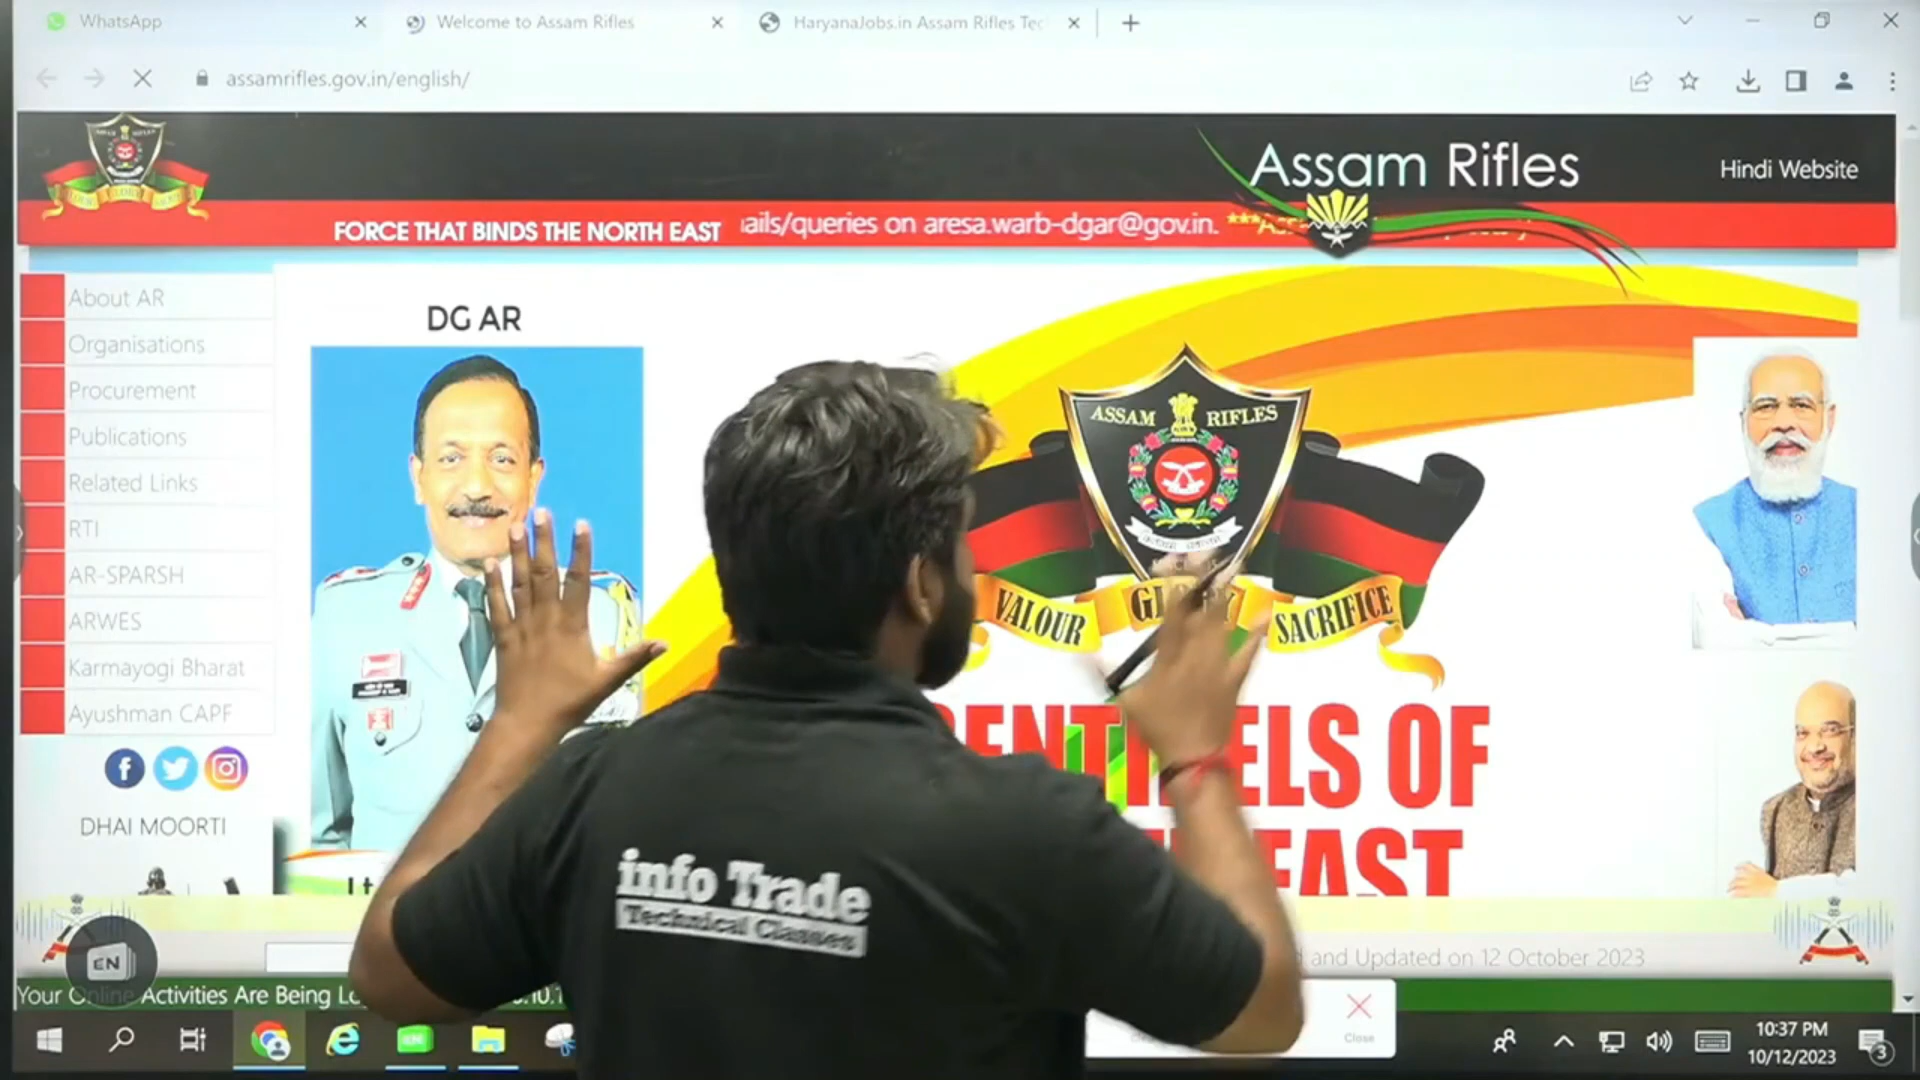 WhatsApp
Welcome to Assam Rifles
HaryanaJobs.in Assam Rifles Tec
assamrifles.gov.in/english/
Assam Rifles
Hindi Website
FORCE THAT BINDS THE NORTH EAST
ails/queries on aresa.warb-dgar@gov.in.
About AR
Organisations
Procurement
Publications
Related Links
RTI
AR-SPARSH
ARWES
Karmayogi Bharat
Ayushman CAPF
DHAI MOORTI
DG AR
ASSAM RIFLES
VALOUR
SACRIFICE
ELS OF
EAST
info Trade
Technical Classes
and Updated on 12 October 2023
EN
Your Online Activities Are Being
Close
EN
10:37 PM
10/12/2023
3